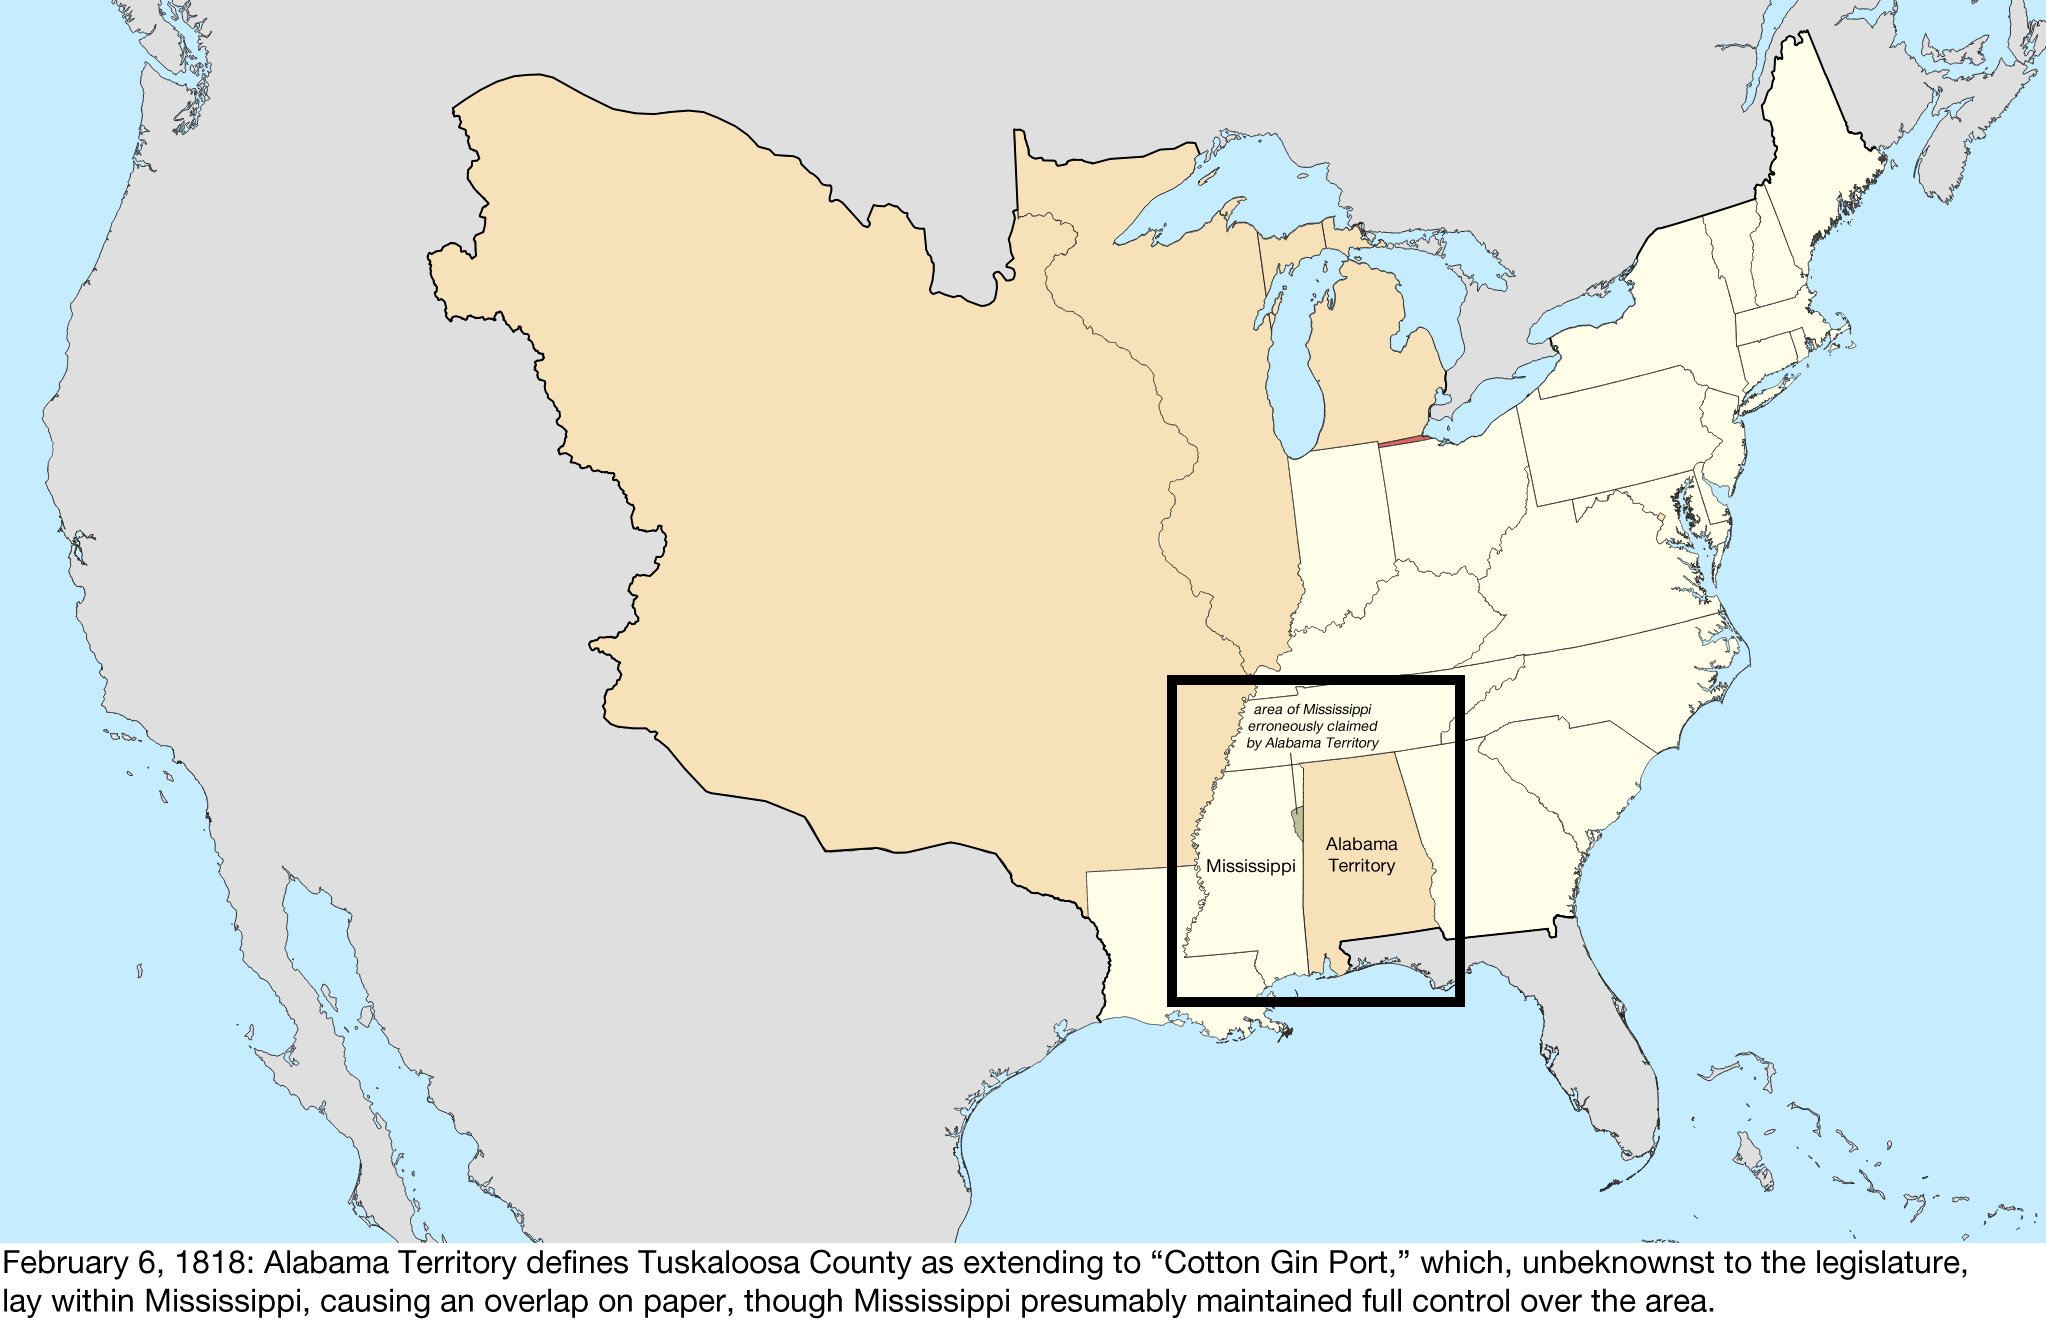 area of Mississippi
erroneously claimed
by Alabama Territory
Alabama
Territory
Mississippi
February 6, 1818: Alabama Territory defines Tuskaloosa County as extending to “Cotton Gin Port,” which, unbeknownst to the legislature,
lay within Mississippi, causing an overlap on paper, though Mississippi presumably maintained full control over the area.